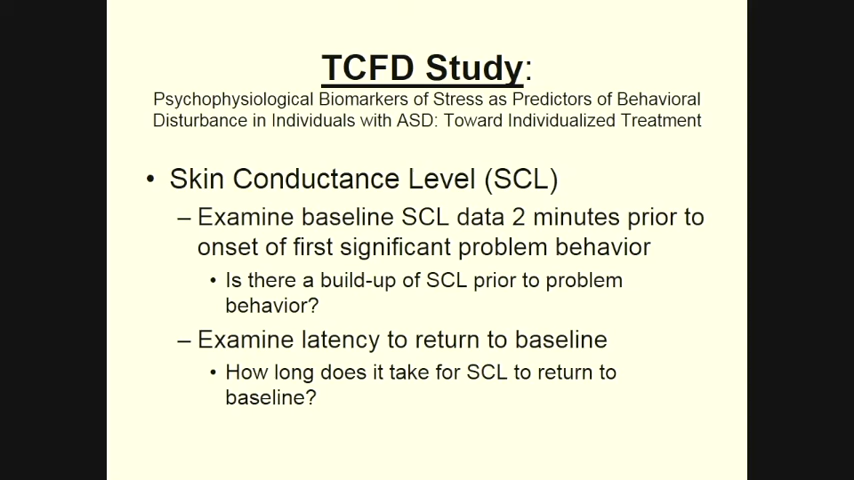 TCFD Study:
Psychophysiological Biomarkers of Stress as Predictors of Behavioral
Disturbance in Individuals with ASD: Toward Individualized Treatment
• Skin Conductance Level (SCL)
– Examine baseline SCL data 2 minutes prior to
onset of first significant problem behavior
• Is there a build-up of SCL prior to problem
behavior?
– Examine latency to return to baseline
• How long does it take for SCL to return to
baseline?